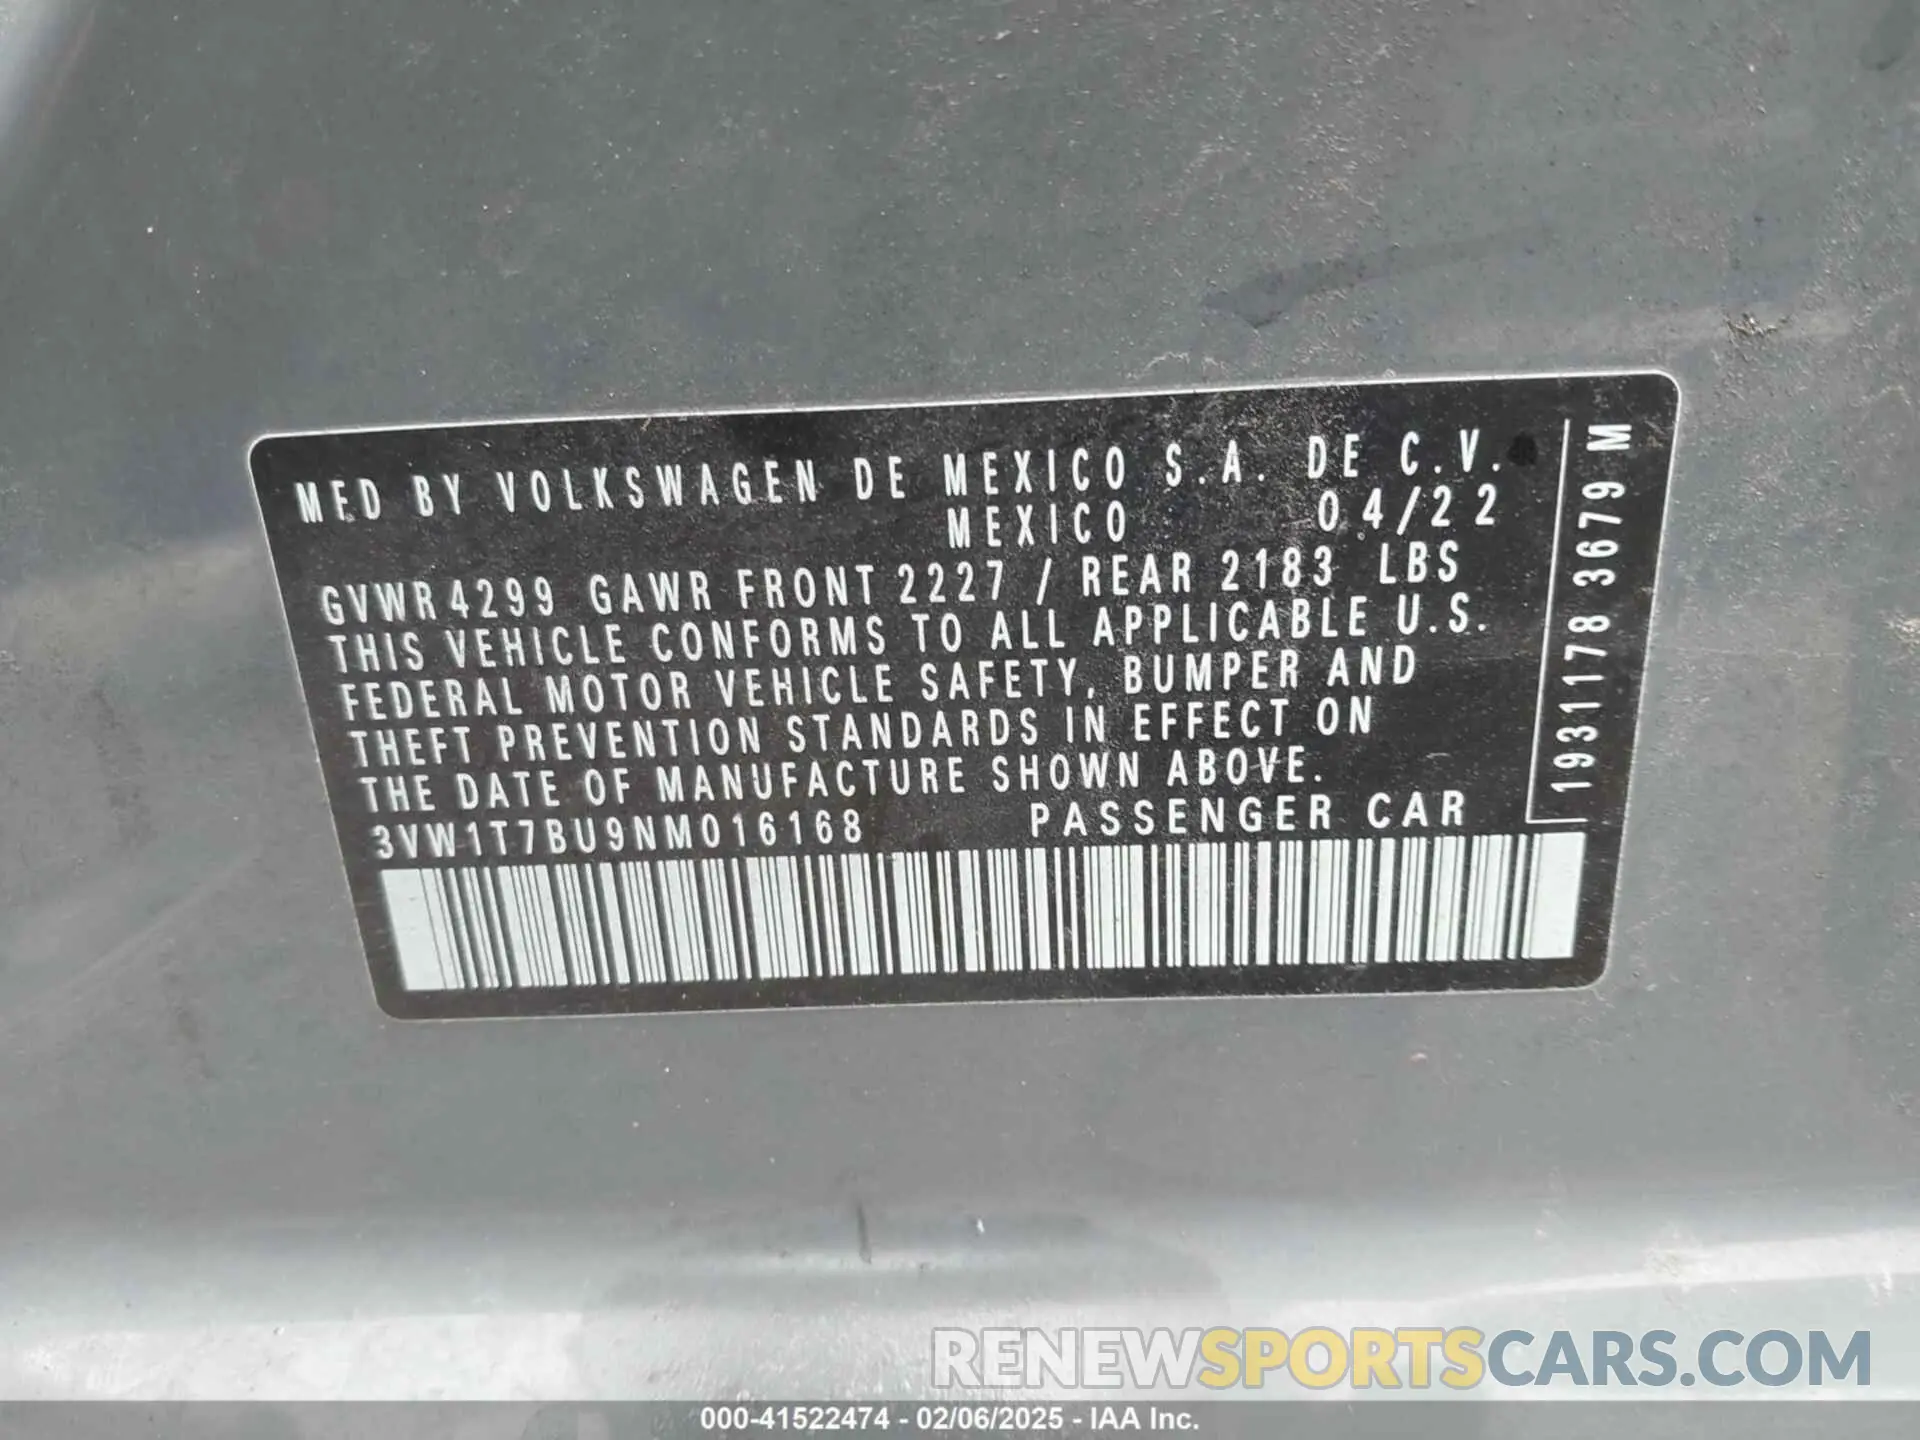 MFD BY VOLKSWAGEN DE MEXICO S.A. DE C.V.
MEXICO 04/22
GVWR 4299 GAWR FRONT 2227 / REAR 2183 LBS
THIS VEHICLE CONFORMS TO ALL APPLICABLE U.S.
FEDERAL MOTOR VEHICLE SAFETY, BUMPER AND
THEFT PREVENTION STANDARDS IN EFFECT ON
THE DATE OF MANUFACTURE SHOWN ABOVE.
3VW1T7BU9NM016168 PASSENGER CAR
1931178 3679 M
RENEWSPORTSCARS.COM
000-41522474 - 02/06/2025 - IAA Inc.